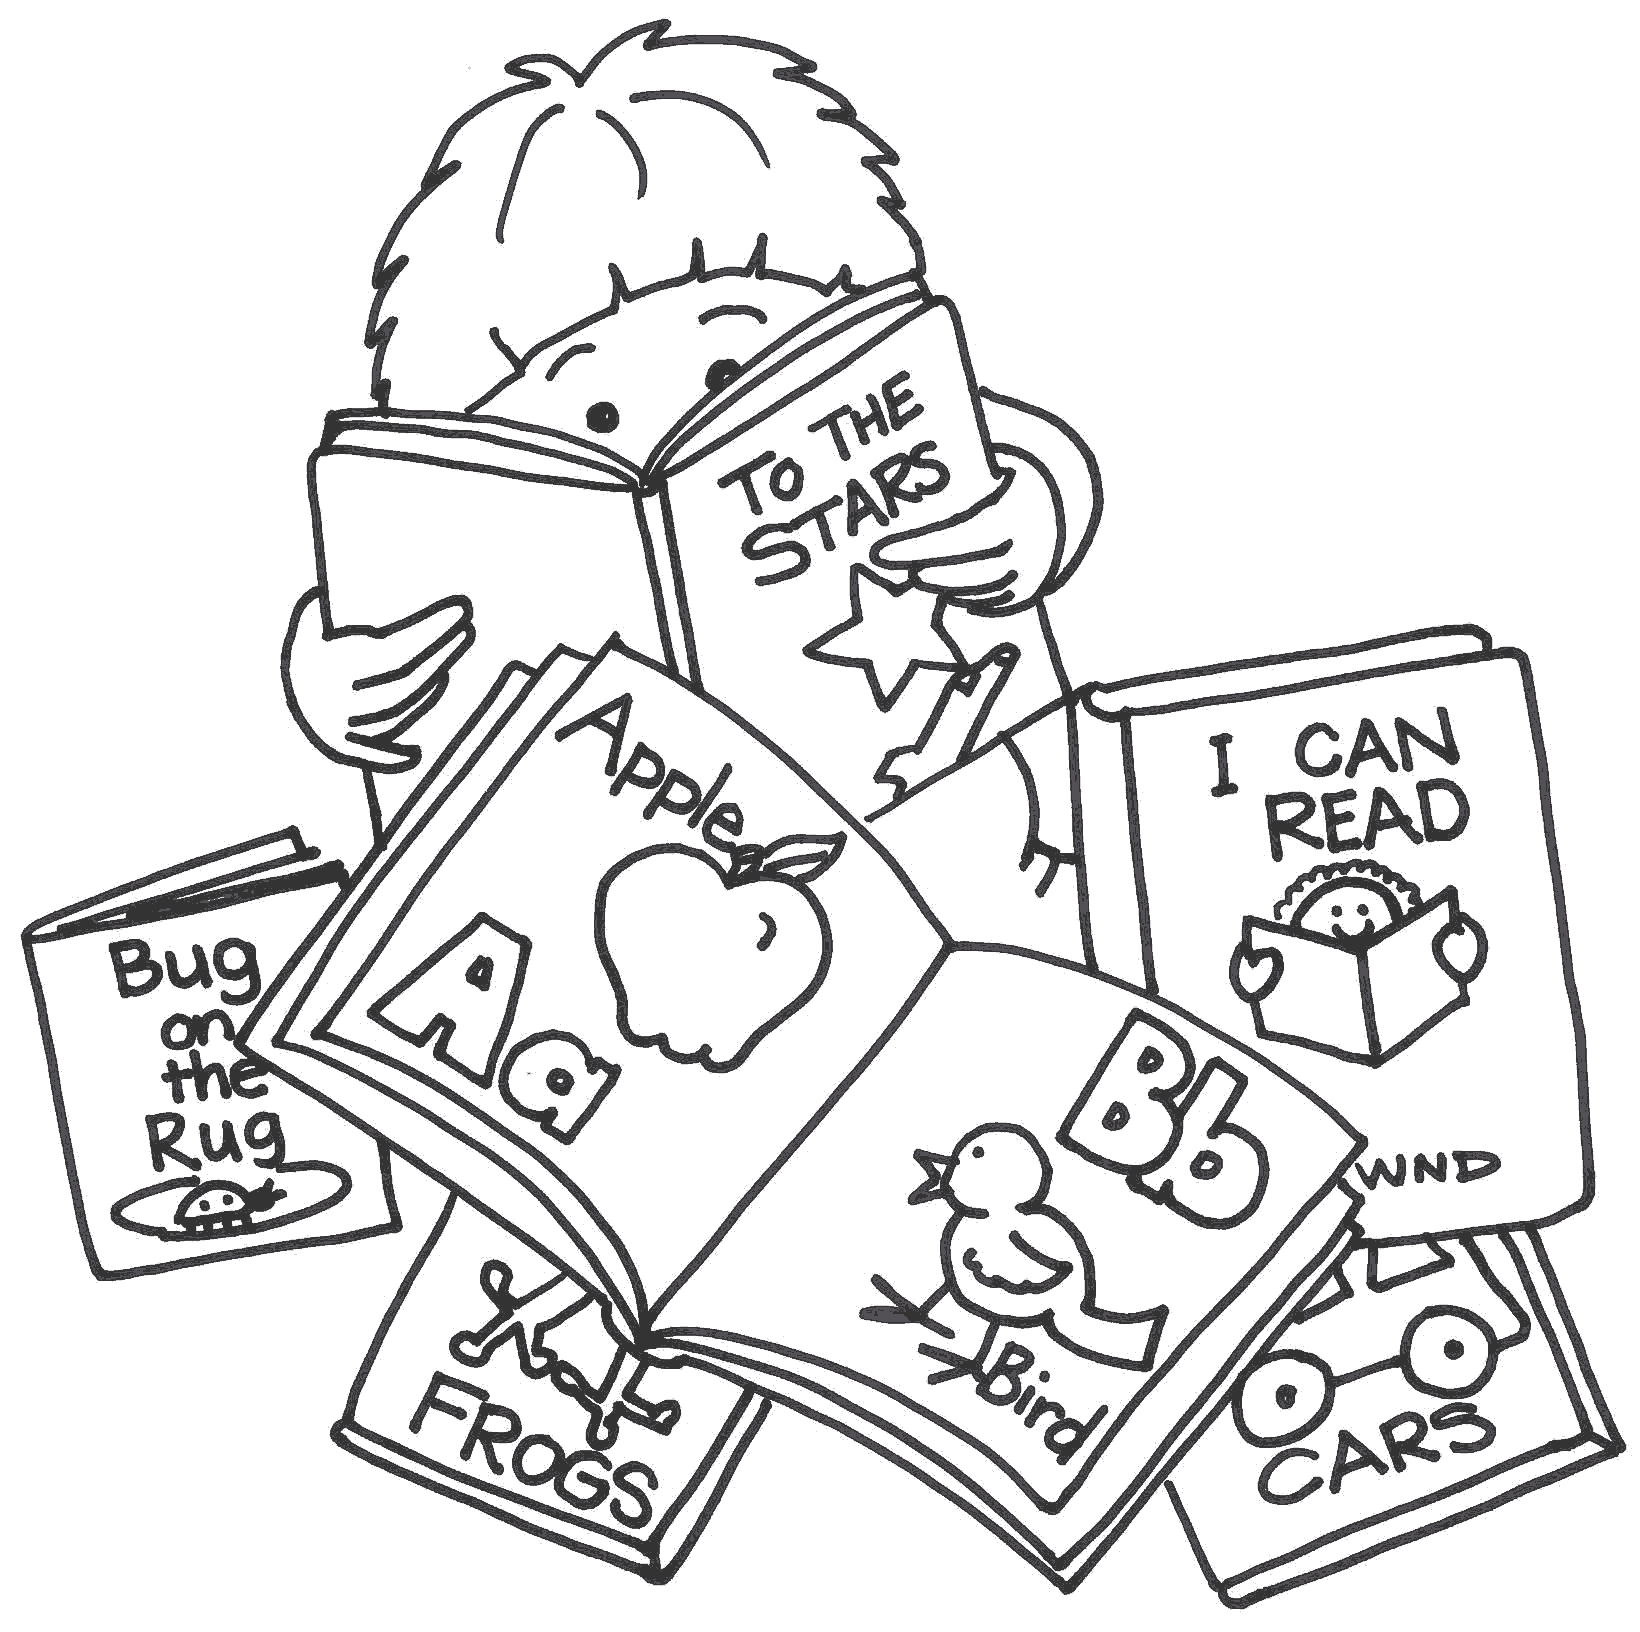 TO THE
STARS
I CAN
READ
WND
Apple
Aa
Bb
Bird
Bug
on
the
Rug
FROGS
CARS